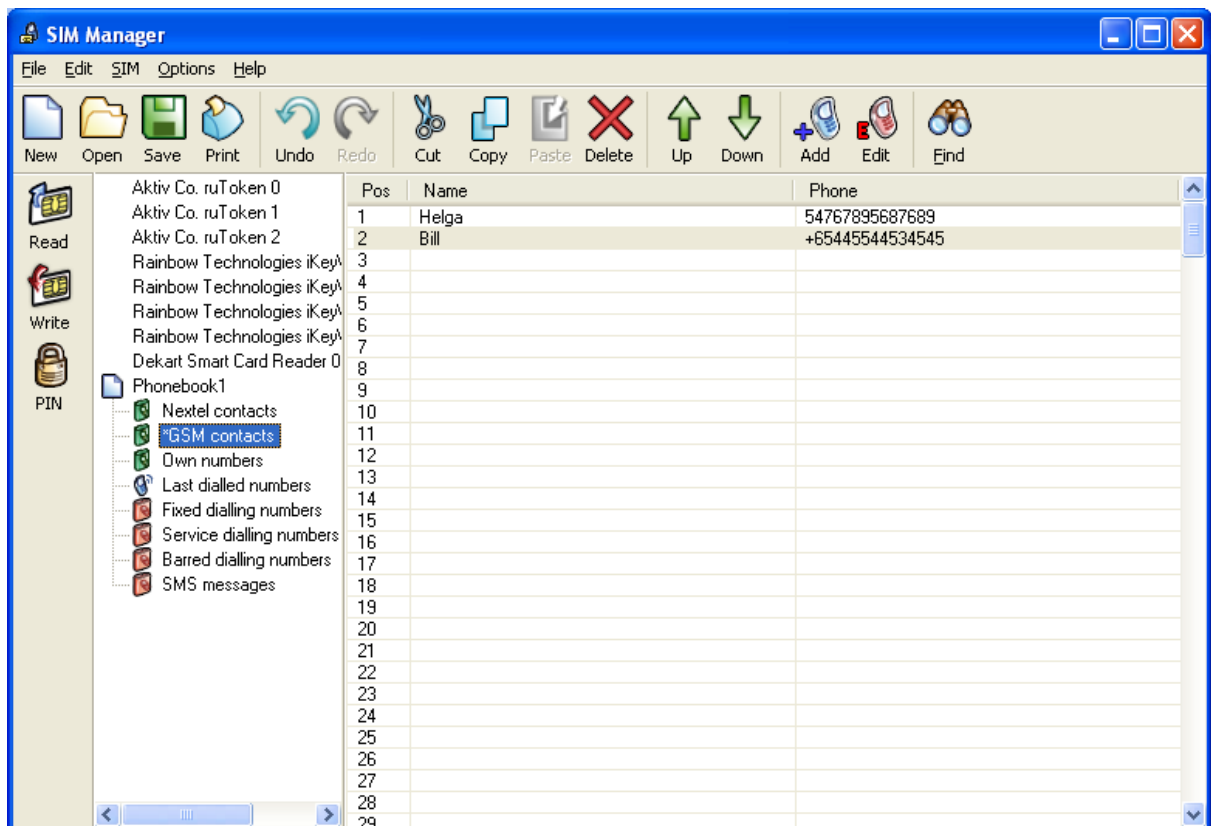 SIM Manager
File Edit SIM Options Help
New Open Save Print Undo Redo Cut Copy Paste Delete Up Down Add Edit Find
Read
Write
PIN
Aktiv Co. ruToken 0
Aktiv Co. ruToken 1
Aktiv Co. ruToken 2
Rainbow Technologies iKey
Rainbow Technologies iKey
Rainbow Technologies iKey
Rainbow Technologies iKey
Dekart Smart Card Reader 0
Phonebook1
Nextel contacts
*GSM contacts
Own numbers
Last dialled numbers
Fixed dialling numbers
Service dialling numbers
Barred dialling numbers
SMS messages
Pos Name Phone
1 Helga 54767895687689
2 Bill +65445544534545
3
4
5
6
7
8
9
10
11
12
13
14
15
16
17
18
19
20
21
22
23
24
25
26
27
28
29